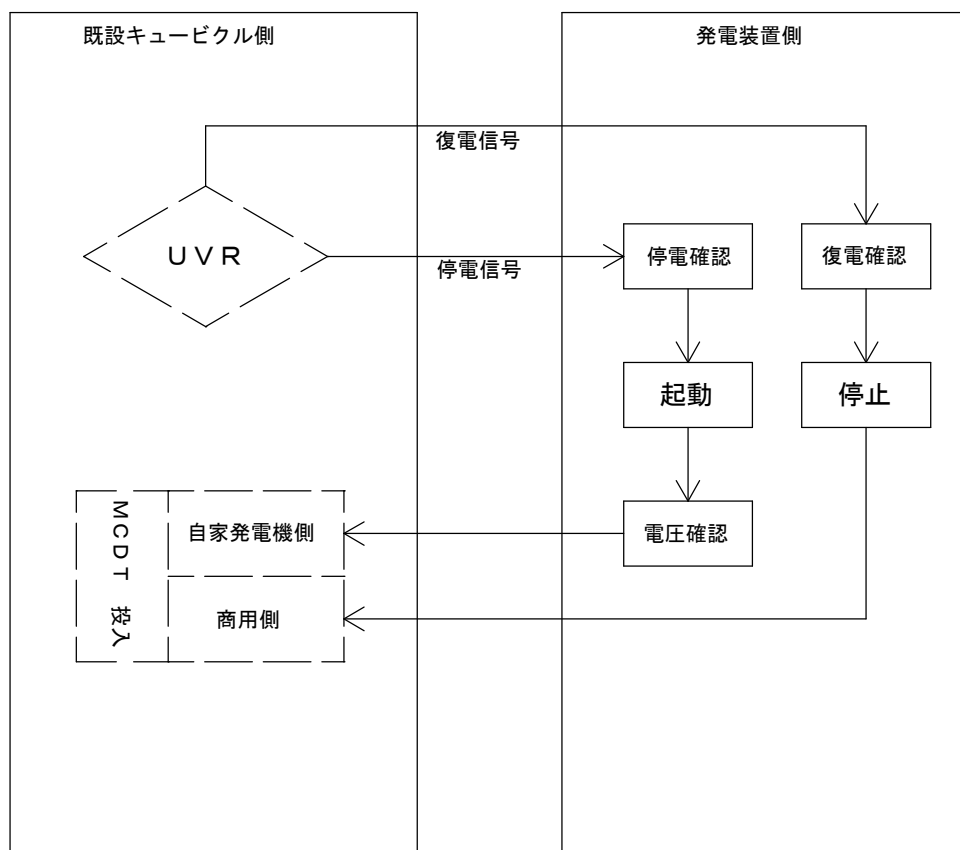 既設キュービクル側
発電装置側
復電信号
UVR
停電信号
停電確認
復電確認
起動
停止
MCDT 投入
自家発電機側
電圧確認
商用側